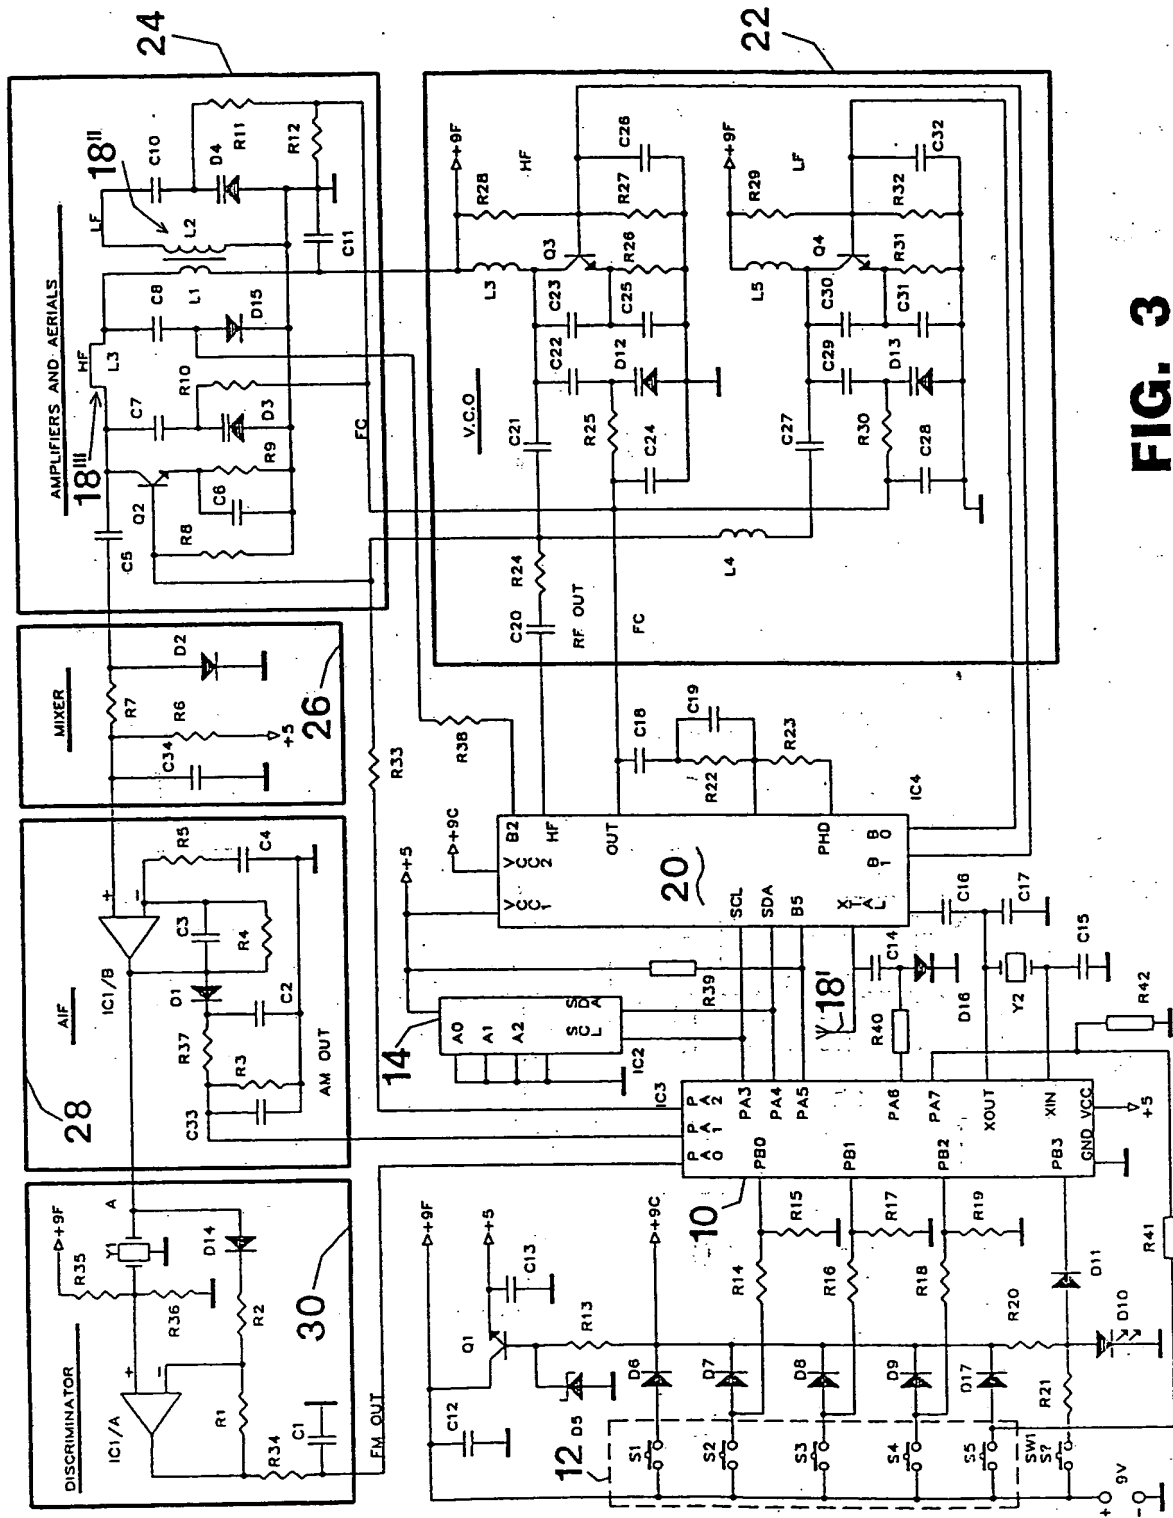 24
AMPLIFIERS AND AERIALS
18'''
HF
L3
C8
L1
L2
18''
LF
C10
D4
R11
R12
C11
D15
R10
C7
D3
R9
C6
Q2
R8
C5
FC
MIXER
R7
D2
R6
+5
C34
26
28
AIF
IC1/B
+
-
R5
C4
C3
R4
D1
C2
R37
R3
C33
AM OUT
DISCRIMINATOR
+9F
R35
Y1
A
R36
D14
R2
IC1/A
+
-
R1
R34
C1
FM OUT
30
22
V.C.O
+9F
R28
HF
L3
Q3
C23
C22
C21
R26
R27
C26
C25
D12
R25
C24
+9F
R29
LF
L5
Q4
C30
C29
C27
R31
R32
C32
C31
D13
R30
C28
L4
R24
C20
RF OUT
FC
R33
R38
+9C
+5
VCC1
VCC2
B2
HF
OUT
PHD
20
SCL
SDA
B5
XTAL
B1
B0
IC4
C18
C19
R22
R23
14
A0
A1
A2
SCL
SDA
IC2
R39
18'
C14
R40
D16
C16
C17
Y2
C15
R42
IC3
PA0
PA1
PA2
PA3
PA4
PA5
PA6
PA7
XOUT
XIN
PB0
PB1
PB2
PB3
GND
VCC
+5
10
R15
R14
R17
R16
R19
R18
D11
R41
+9F
+5
C13
Q1
C12
D5
R13
+9C
12
S1
D6
S2
D7
S3
D8
S4
D9
S5
D17
R20
SW1
S?
R21
D10
+
9V
-
FIG. 3